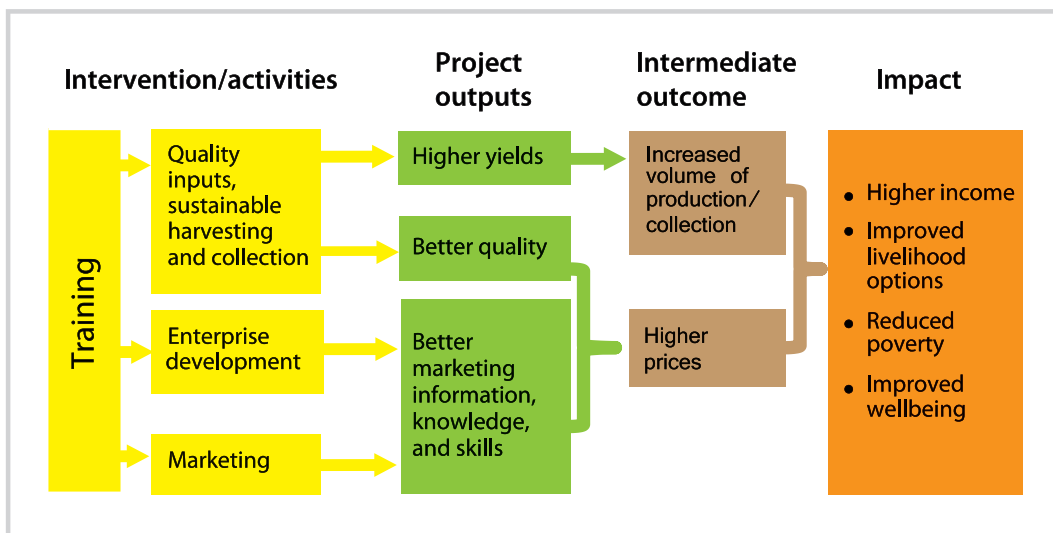 Intervention/activities
Project
outputs
Intermediate
outcome
Impact
Training
Quality
inputs,
sustainable
harvesting
and collection
Enterprise
development
Marketing
Higher yields
Better quality
Better
marketing
information,
knowledge,
and skills
Increased
volume of
production/
collection
Higher
prices
• Higher income
• Improved
livelihood
options
• Reduced
poverty
• Improved
wellbeing